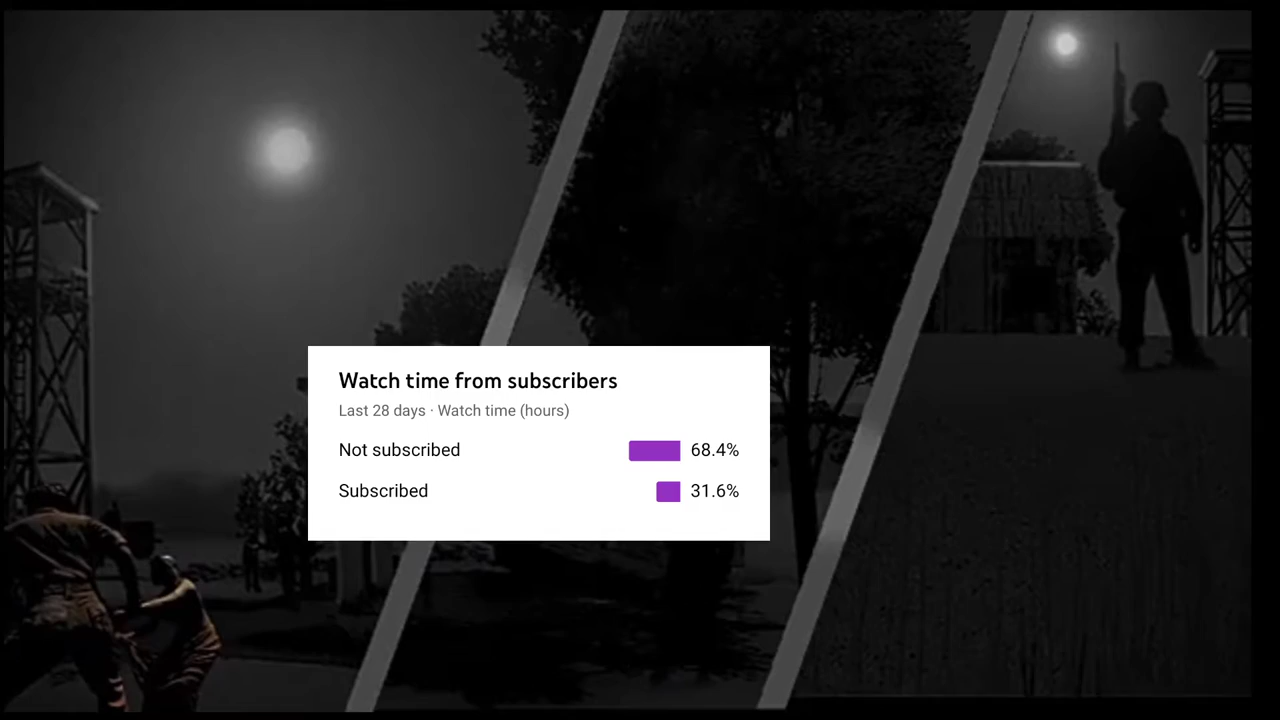 Watch time from subscribers
Last 28 days · Watch time (hours)
Not subscribed 68.4%
Subscribed 31.6%